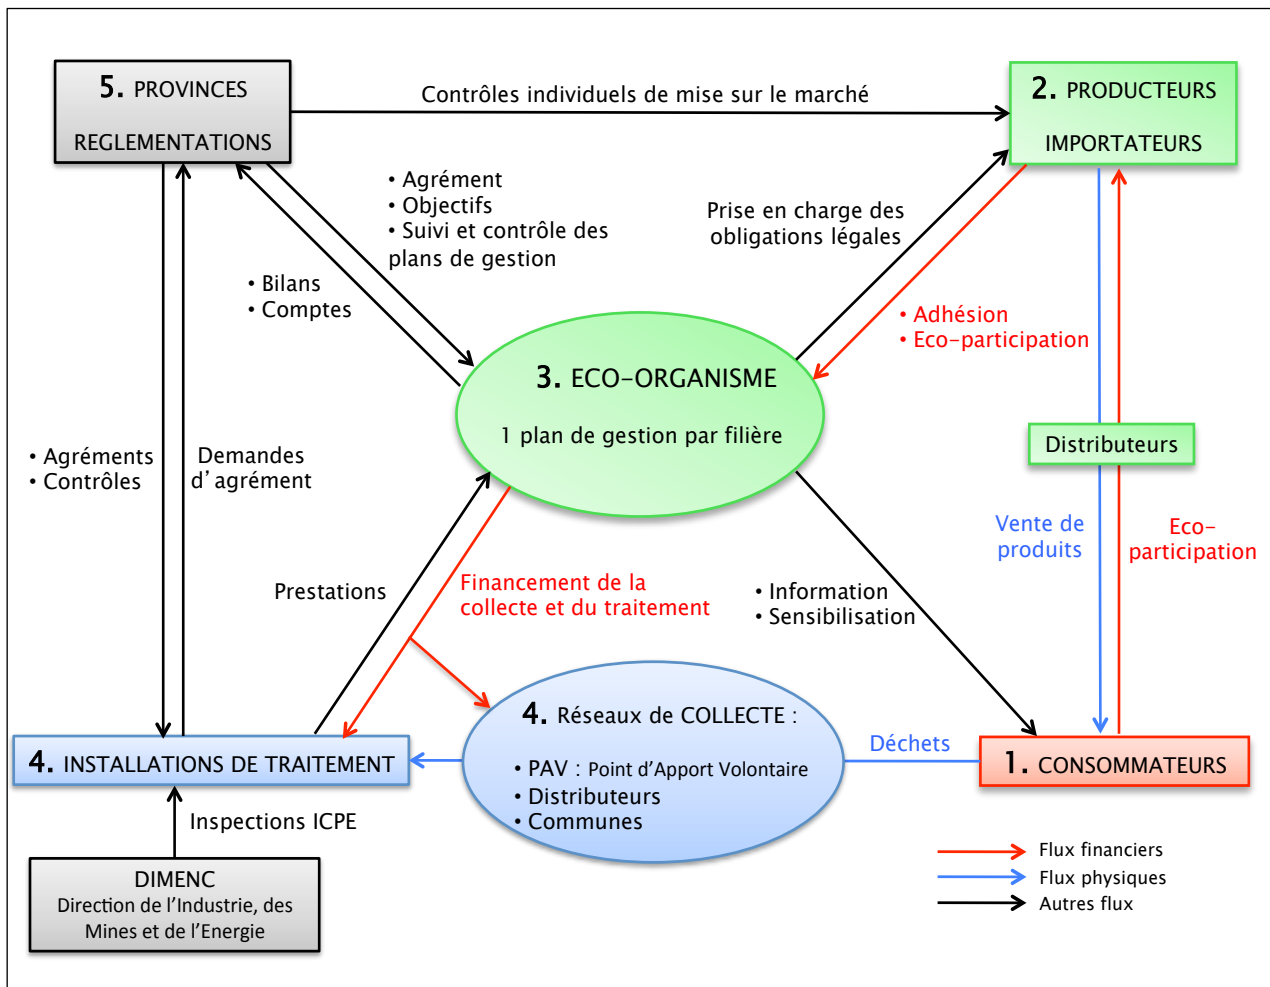 5. PROVINCES
REGLEMENTATIONS
Contrôles individuels de mise sur le marché
2. PRODUCTEURS
IMPORTATEURS
• Agrément
• Objectifs
• Suivi et contrôle des
plans de gestion
Prise en charge des
obligations légales
• Bilans
• Comptes
• Adhésion
• Eco-participation
3. ECO-ORGANISME
1 plan de gestion par filière
Distributeurs
• Agréments
• Contrôles
Demandes
d’agrément
Vente de
produits
Eco-
participation
Prestations
Financement de la
collecte et du traitement
• Information
• Sensibilisation
4. Réseaux de COLLECTE :
• PAV : Point d’Apport Volontaire
• Distributeurs
• Communes
Déchets
4. INSTALLATIONS DE TRAITEMENT
1. CONSOMMATEURS
Inspections ICPE
DIMENC
Direction de l’Industrie, des
Mines et de l’Energie
Flux financiers
Flux physiques
Autres flux